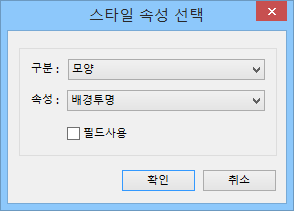 스타일 속성 선택
구분 : 모양
속성 : 배경투명
필드사용
확인 취소